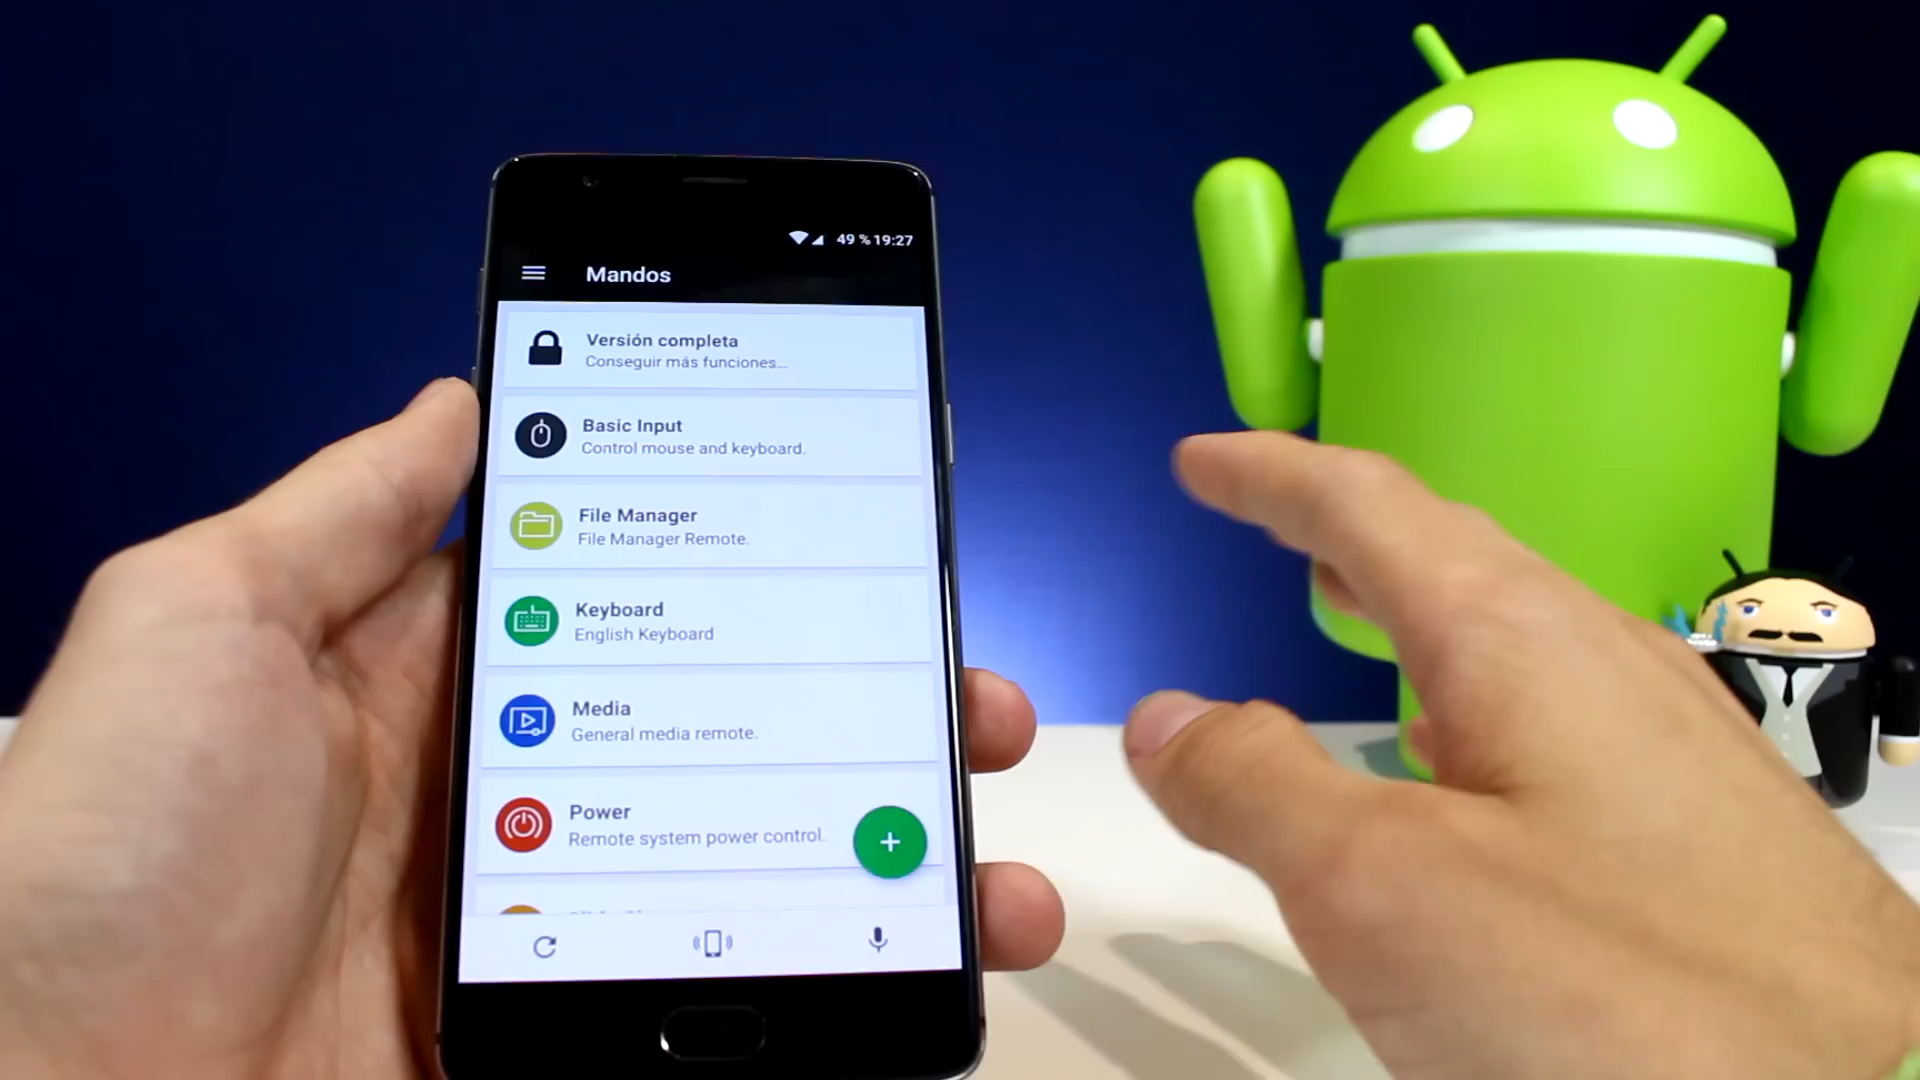 49 % 19:27
Mandos
Versión completa
Conseguir más funciones...
Basic Input
Control mouse and keyboard.
File Manager
File Manager Remote.
Keyboard
English Keyboard
Media
General media remote.
Power
Remote system power control.